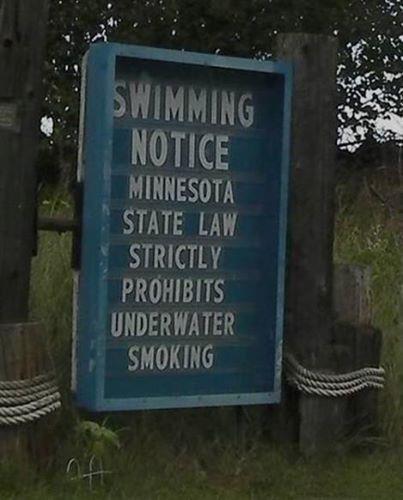 SWIMMING
NOTICE
MINNESOTA
STATE LAW
STRICTLY
PROHIBITS
UNDERWATER
SMOKING